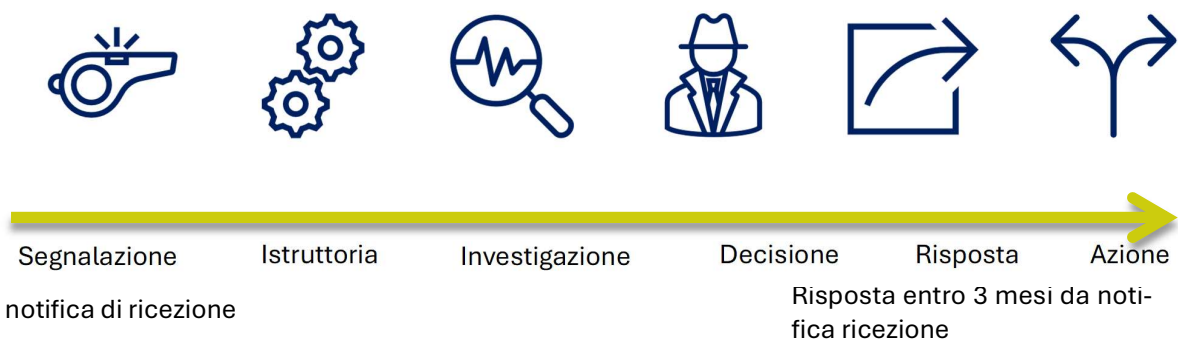 Segnalazione
Istruttoria
Investigazione
Decisione
Risposta
Azione
notifica di ricezione
Risposta entro 3 mesi da noti-
fica ricezione